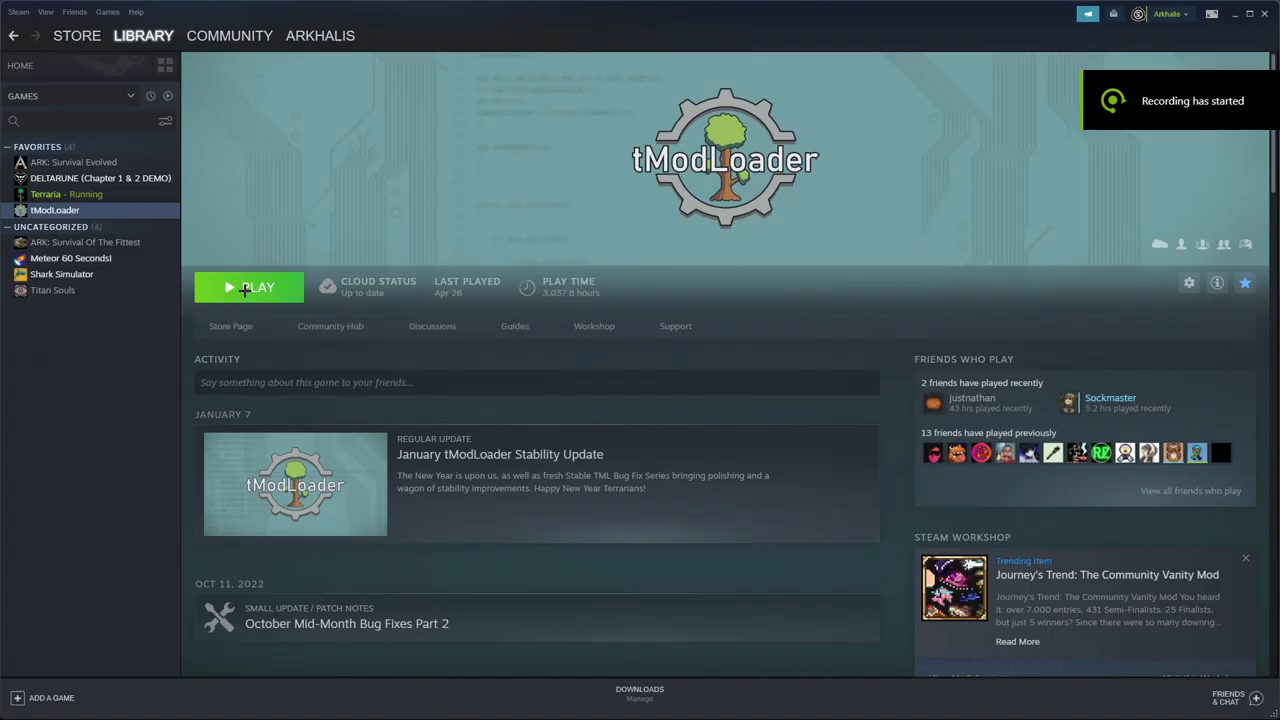 Steam View Friends Games Help
Arkhalis
STORE LIBRARY COMMUNITY ARKHALIS
HOME
Recording has started
GAMES
FAVORITES (4)
ARK: Survival Evolved
DELTARUNE (Chapter 1 & 2 DEMO)
Terraria - Running
tModLoader
UNCATEGORIZED (4)
ARK: Survival Of The Fittest
Meteor 60 Seconds!
Shark Simulator
Titan Souls
tModLoader
PLAY
CLOUD STATUS
Up to date
LAST PLAYED
Apr 26
PLAY TIME
3,037.8 hours
Store Page Community Hub Discussions Guides Workshop Support
ACTIVITY
Say something about this game to your friends...
JANUARY 7
tModLoader
REGULAR UPDATE
January tModLoader Stability Update
The New Year is upon us, as well as fresh Stable TML Bug Fix Series bringing polishing and a
wagon of stability improvements. Happy New Year Terrarians!
OCT 11, 2022
SMALL UPDATE / PATCH NOTES
October Mid-Month Bug Fixes Part 2
FRIENDS WHO PLAY
2 friends have played recently
justnathan
43 hrs played recently
Sockmaster
5.2 hrs played recently
13 friends have played previously
View all friends who play
STEAM WORKSHOP
Trending Item
Journey's Trend: The Community Vanity Mod
Journey's Trend: The Community Vanity Mod You heard
it: over 7,000 entries, 431 Semi-Finalists, 25 Finalists,
but just 5 winners? Since there were so many downrig...
Read More
ADD A GAME
DOWNLOADS
Manage
FRIENDS
& CHAT